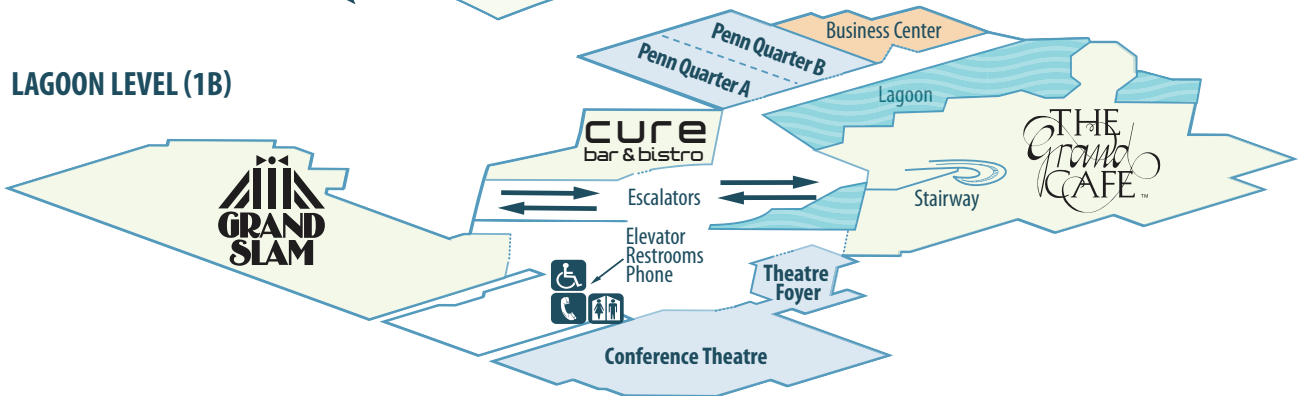 Business Center
Penn Quarter B
Penn Quarter A
LAGOON LEVEL (1B)
Lagoon
cure
bar & bistro
THE
Grand
CAFE ™
Escalators
Stairway
GRAND
SLAM
Elevator
Restrooms
Phone
Theatre
Foyer
Conference Theatre